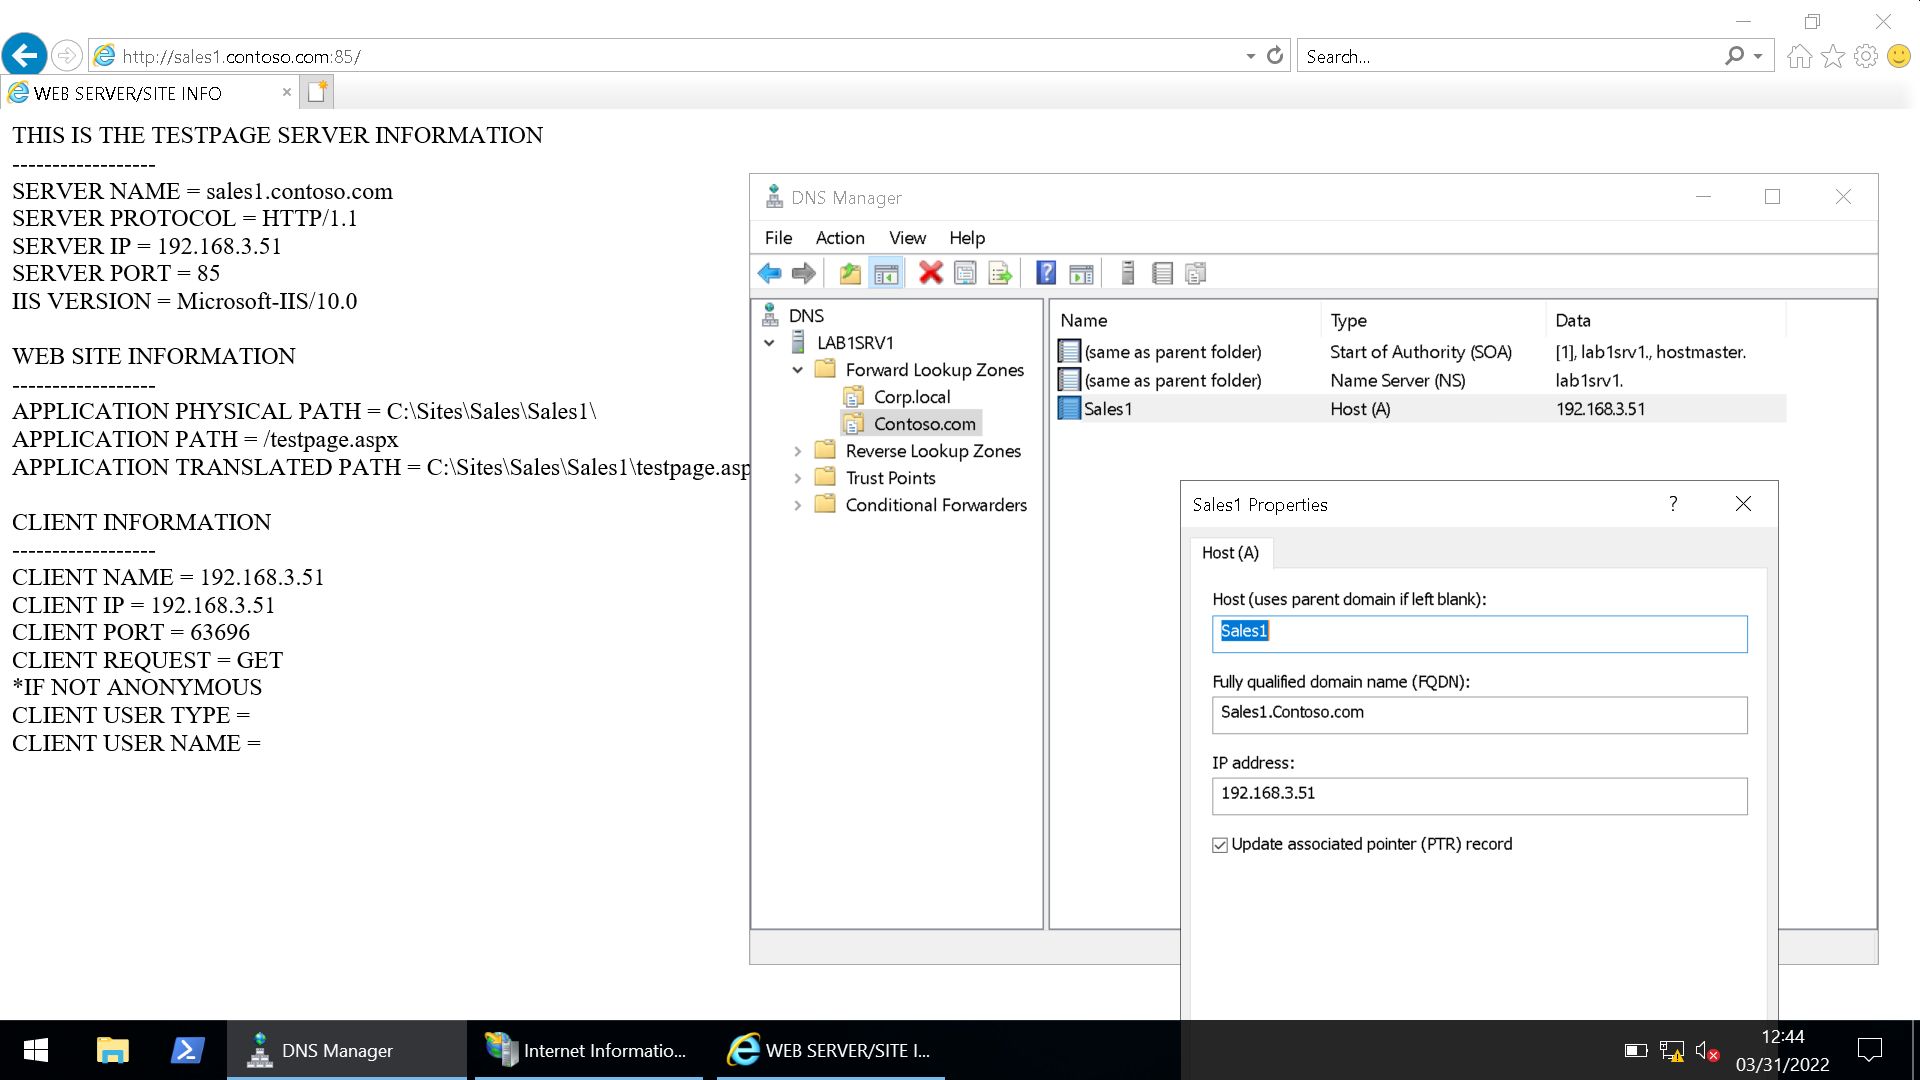 http://sales1.contoso.com:85/
Search...
WEB SERVER/SITE INFO
THIS IS THE TESTPAGE SERVER INFORMATION
------------------
SERVER NAME = sales1.contoso.com
SERVER PROTOCOL = HTTP/1.1
SERVER IP = 192.168.3.51
SERVER PORT = 85
IIS VERSION = Microsoft-IIS/10.0
WEB SITE INFORMATION
------------------
APPLICATION PHYSICAL PATH = C:\Sites\Sales\Sales1\
APPLICATION PATH = /testpage.aspx
APPLICATION TRANSLATED PATH = C:\Sites\Sales\Sales1\testpage.asp
CLIENT INFORMATION
------------------
CLIENT NAME = 192.168.3.51
CLIENT IP = 192.168.3.51
CLIENT PORT = 63696
CLIENT REQUEST = GET
*IF NOT ANONYMOUS
CLIENT USER TYPE =
CLIENT USER NAME =
DNS Manager
File Action View Help
DNS
LAB1SRV1
Forward Lookup Zones
Corp.local
Contoso.com
Reverse Lookup Zones
Trust Points
Conditional Forwarders
Name Type Data
(same as parent folder) Start of Authority (SOA) [1], lab1srv1., hostmaster.
(same as parent folder) Name Server (NS) lab1srv1.
Sales1 Host (A) 192.168.3.51
Sales1 Properties ?
Host (A)
Host (uses parent domain if left blank):
Sales1
Fully qualified domain name (FQDN):
Sales1.Contoso.com
IP address:
192.168.3.51
Update associated pointer (PTR) record
DNS Manager
Internet Informatio...
WEB SERVER/SITE I...
12:44
03/31/2022